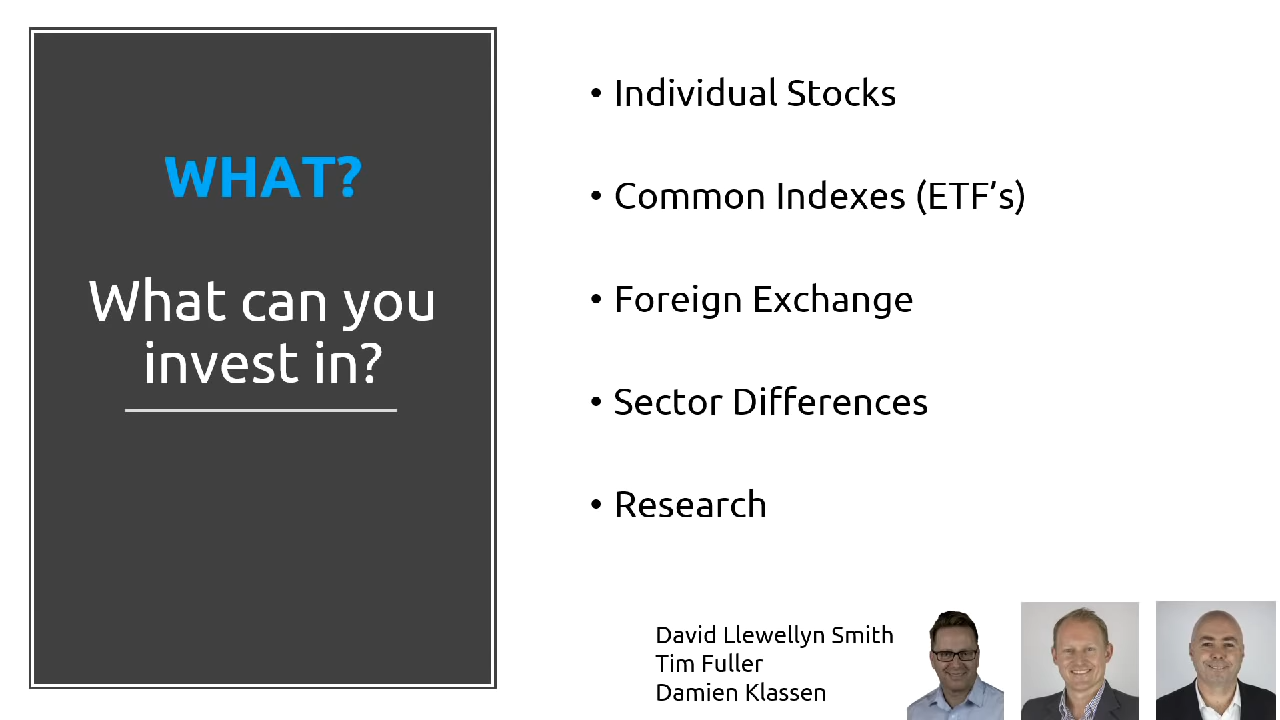 WHAT?
What can you
invest in?
• Individual Stocks
• Common Indexes (ETF’s)
• Foreign Exchange
• Sector Differences
• Research
David Llewellyn Smith
Tim Fuller
Damien Klassen